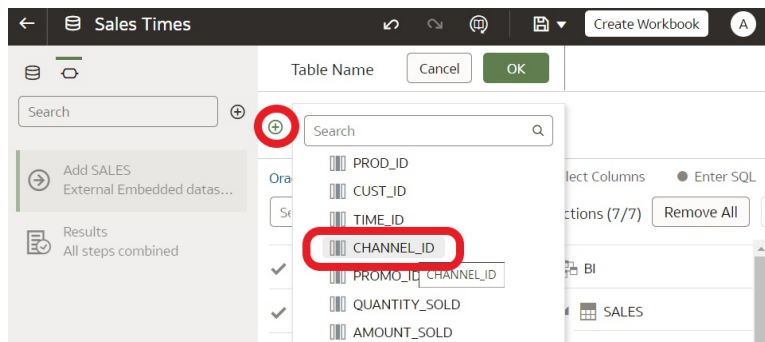 Sales Times
Create Workbook
A
Table Name
Cancel
OK
Search
Search
Add SALES
External Embedded datas...
Results
All steps combined
PROD_ID
CUST_ID
TIME_ID
CHANNEL_ID
PROMO_ID
CHANNEL_ID
QUANTITY_SOLD
AMOUNT_SOLD
Ora
lect Columns
Enter SQL
Se
ctions (7/7)
Remove All
BI
SALES